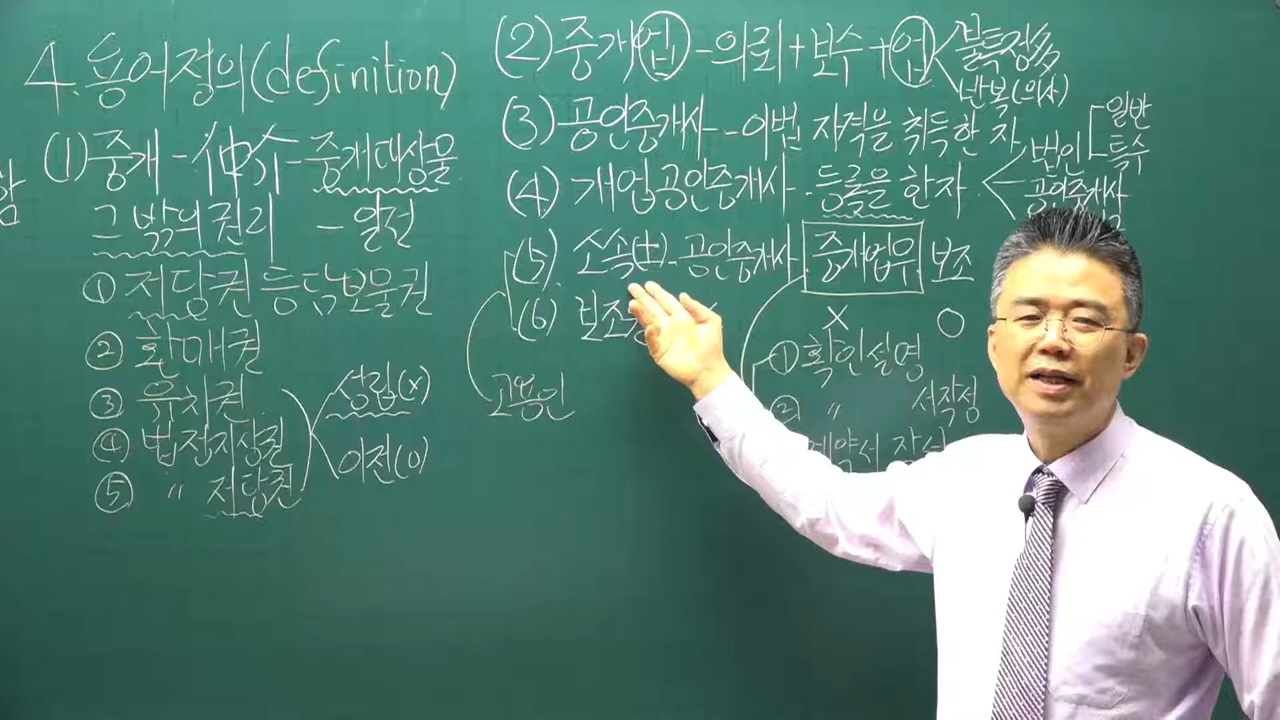 4. 용어정의(definition)
(1) 중개 - 仲介 - 중개대상물
그 밖의 권리 - 일전
① 저당권 등 담보물권
② 환매권
③ 유치권
④ 법정지상권
⑤ 〃 저당권
성립(x)
이전(o)
(2) 중개업 - 의뢰 + 보수 + 업
불특정多
반복(의사)
(3) 공인중개사 - 이법 자격을 취득한 자
(4) 개업공인중개사 - 등록을 한자
법인
일반
특수
공인중개사
(5) 소속(士) - 공인중개사 중개업무 보조
(6) 보조
x O
고용인
① 확인설명
② 〃 서작성
계약서 작성